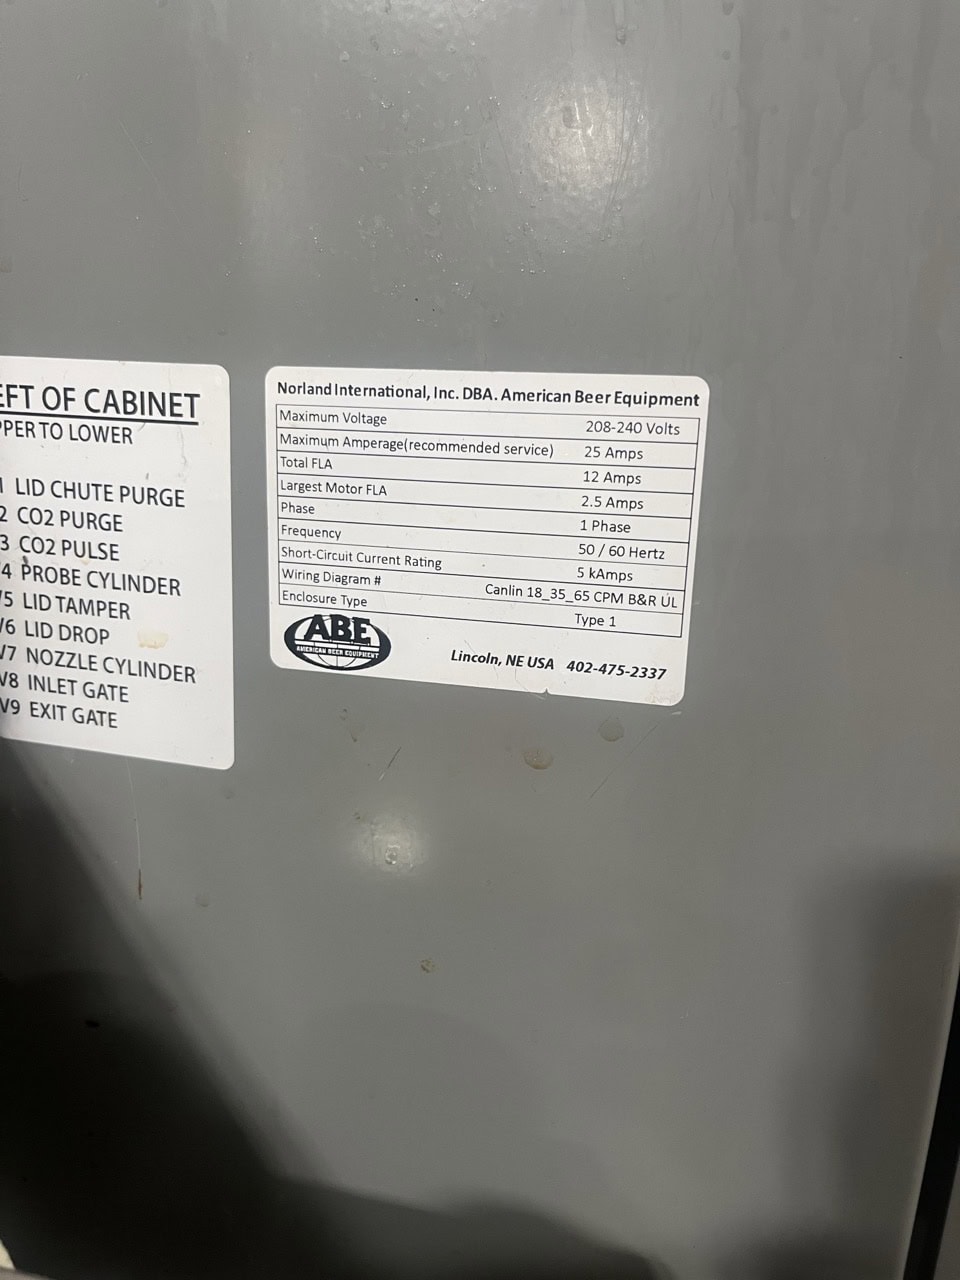 EFT OF CABINET
PPER TO LOWER
LID CHUTE PURGE
2 CO2 PURGE
3 CO2 PULSE
4 PROBE CYLINDER
5 LID TAMPER
6 LID DROP
V7 NOZZLE CYLINDER
V8 INLET GATE
V9 EXIT GATE
Norland International, Inc. DBA. American Beer Equipment
Maximum Voltage 208-240 Volts
Maximum Amperage(recommended service) 25 Amps
Total FLA 12 Amps
Largest Motor FLA 2.5 Amps
Phase 1 Phase
Frequency 50 / 60 Hertz
Short-Circuit Current Rating 5 kAmps
Wiring Diagram # Canlin 18_35_65 CPM B&R UL
Enclosure Type Type 1
ABE
AMERICAN BEER EQUIPMENT
Lincoln, NE USA 402-475-2337